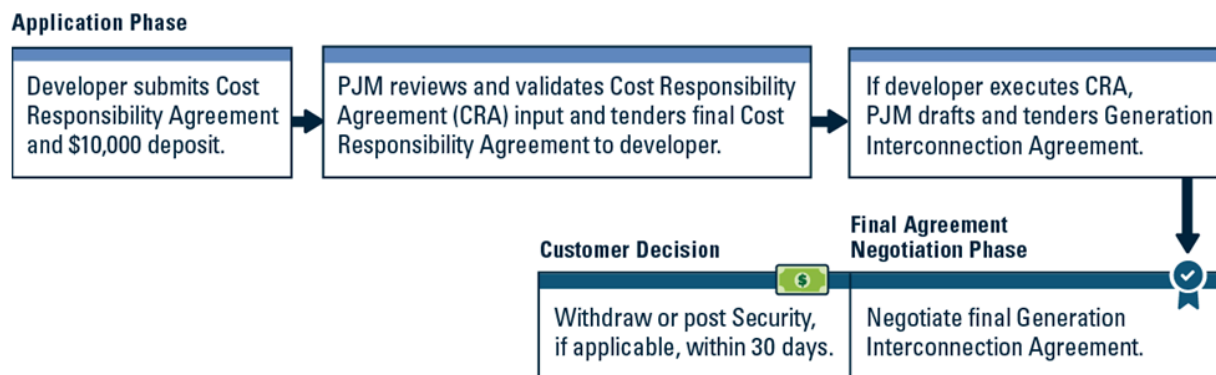 Application Phase
Developer submits Cost
Responsibility Agreement
and $10,000 deposit.
PJM reviews and validates Cost Responsibility
Agreement (CRA) input and tenders final Cost
Responsibility Agreement to developer.
If developer executes CRA,
PJM drafts and tenders Generation
Interconnection Agreement.
Final Agreement
Negotiation Phase
Negotiate final Generation
Interconnection Agreement.
Customer Decision
$
Withdraw or post Security,
if applicable, within 30 days.